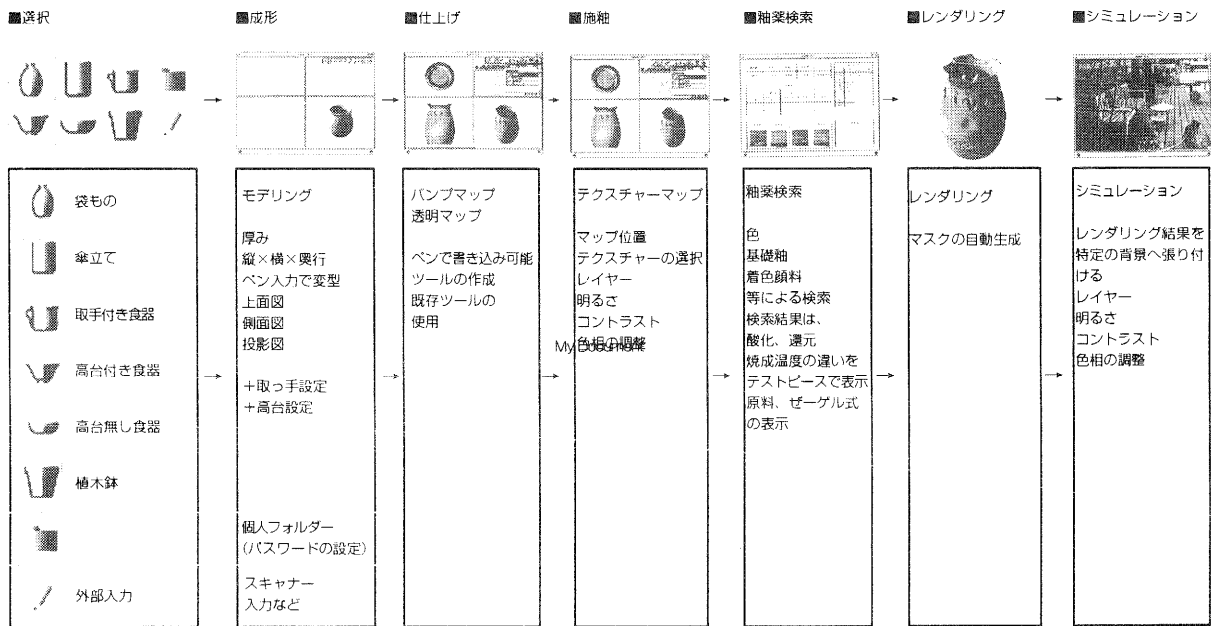 ■選択
■成形
■仕上げ
■施釉
■釉薬検索
■レンダリング
■シミュレーション
袋もの
傘立て
取手付き食器
高台付き食器
高台無し食器
植木鉢
外部入力
モデリング
厚み
縦×横×奥行
ペン入力で変型
上面図
側面図
投影図
+取っ手設定
+高台設定
個人フォルダー
(パスワードの設定)
スキャナー
入力など
バンプマップ
透明マップ
ペンで書き込み可能
ツールの作成
既存ツールの
使用
テクスチャーマップ
マップ位置
テクスチャーの選択
レイヤー
明るさ
コントラスト
色相の調整
My Document
釉薬検索
色
基礎釉
着色顔料
等による検索
検索結果は、
酸化、還元
焼成温度の違いを
テストピースで表示
原料、ぜーゲル式
の表示
レンダリング
マスクの自動生成
シミュレーション
レンダリング結果を
特定の背景へ張り付
ける
レイヤー
明るさ
コントラスト
色相の調整